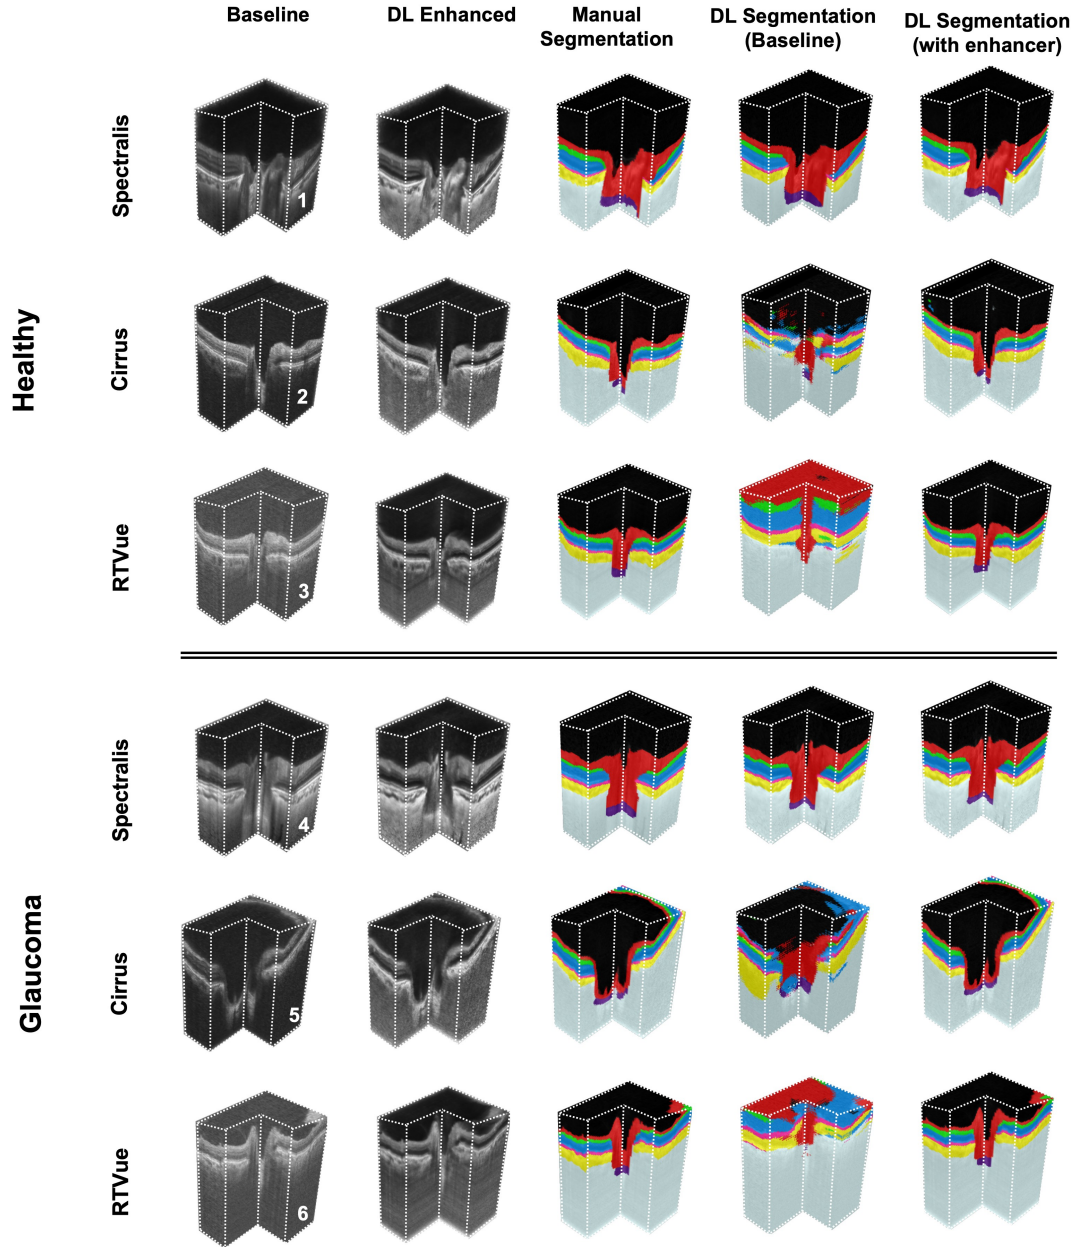 Baseline
DL Enhanced
Manual
Segmentation
DL Segmentation
(Baseline)
DL Segmentation
(with enhancer)
Healthy
Spectralis
1
Cirrus
2
RTVue
3
Glaucoma
Spectralis
4
Cirrus
5
RTVue
6